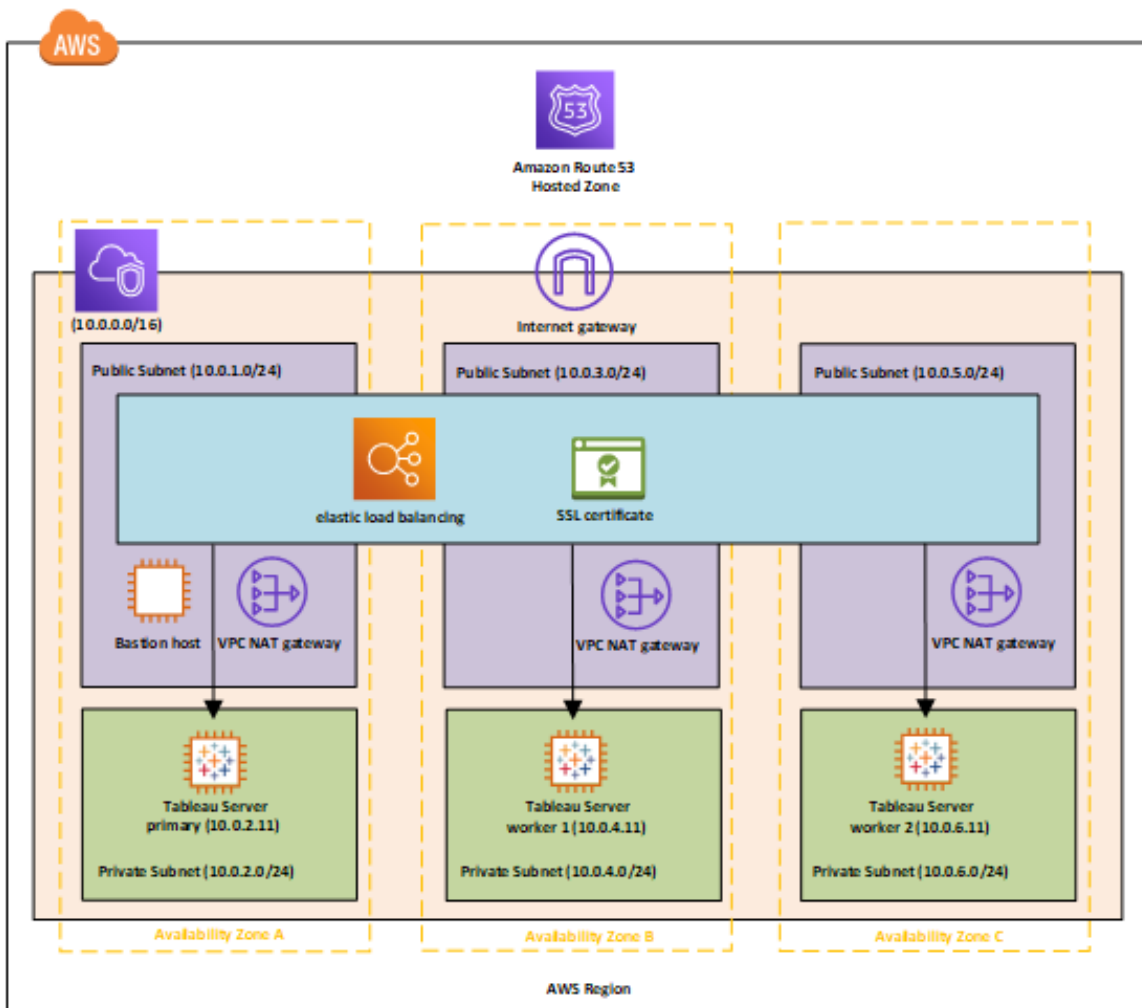 AWS
53
Amazon Route 53
Hosted Zone
(10.0.0.0/16)
Internet gateway
Public Subnet (10.0.1.0/24)
Public Subnet (10.0.3.0/24)
Public Subnet (10.0.5.0/24)
elastic load balancing
SSL certificate
Bastion host
VPC NAT gateway
VPC NAT gateway
VPC NAT gateway
Tableau Server
primary (10.0.2.11)
Private Subnet (10.0.2.0/24)
Tableau Server
worker 1 (10.0.4.11)
Private Subnet (10.0.4.0/24)
Tableau Server
worker 2 (10.0.6.11)
Private Subnet (10.0.6.0/24)
Availability Zone A
Availability Zone B
Availability Zone C
AWS Region